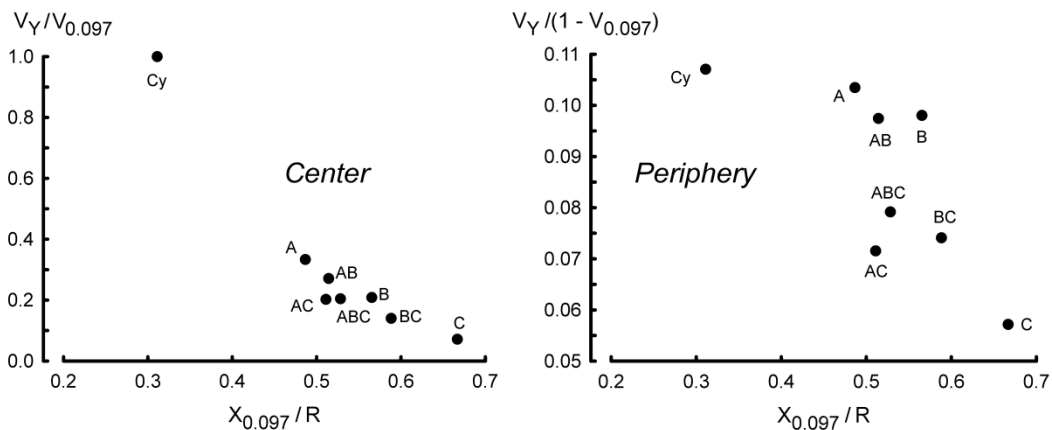 V_Y/V_0.097
1.0
0.8
0.6
0.4
0.2
0.0
0.2 0.3 0.4 0.5 0.6 0.7
X_0.097/R
Center
Cy
A
AB
AC
ABC
B
BC
C
V_Y/(1 - V_0.097)
0.11
0.10
0.09
0.08
0.07
0.06
0.05
0.2 0.3 0.4 0.5 0.6 0.7
X_0.097/R
Periphery
Cy
A
AB
B
ABC
BC
AC
C